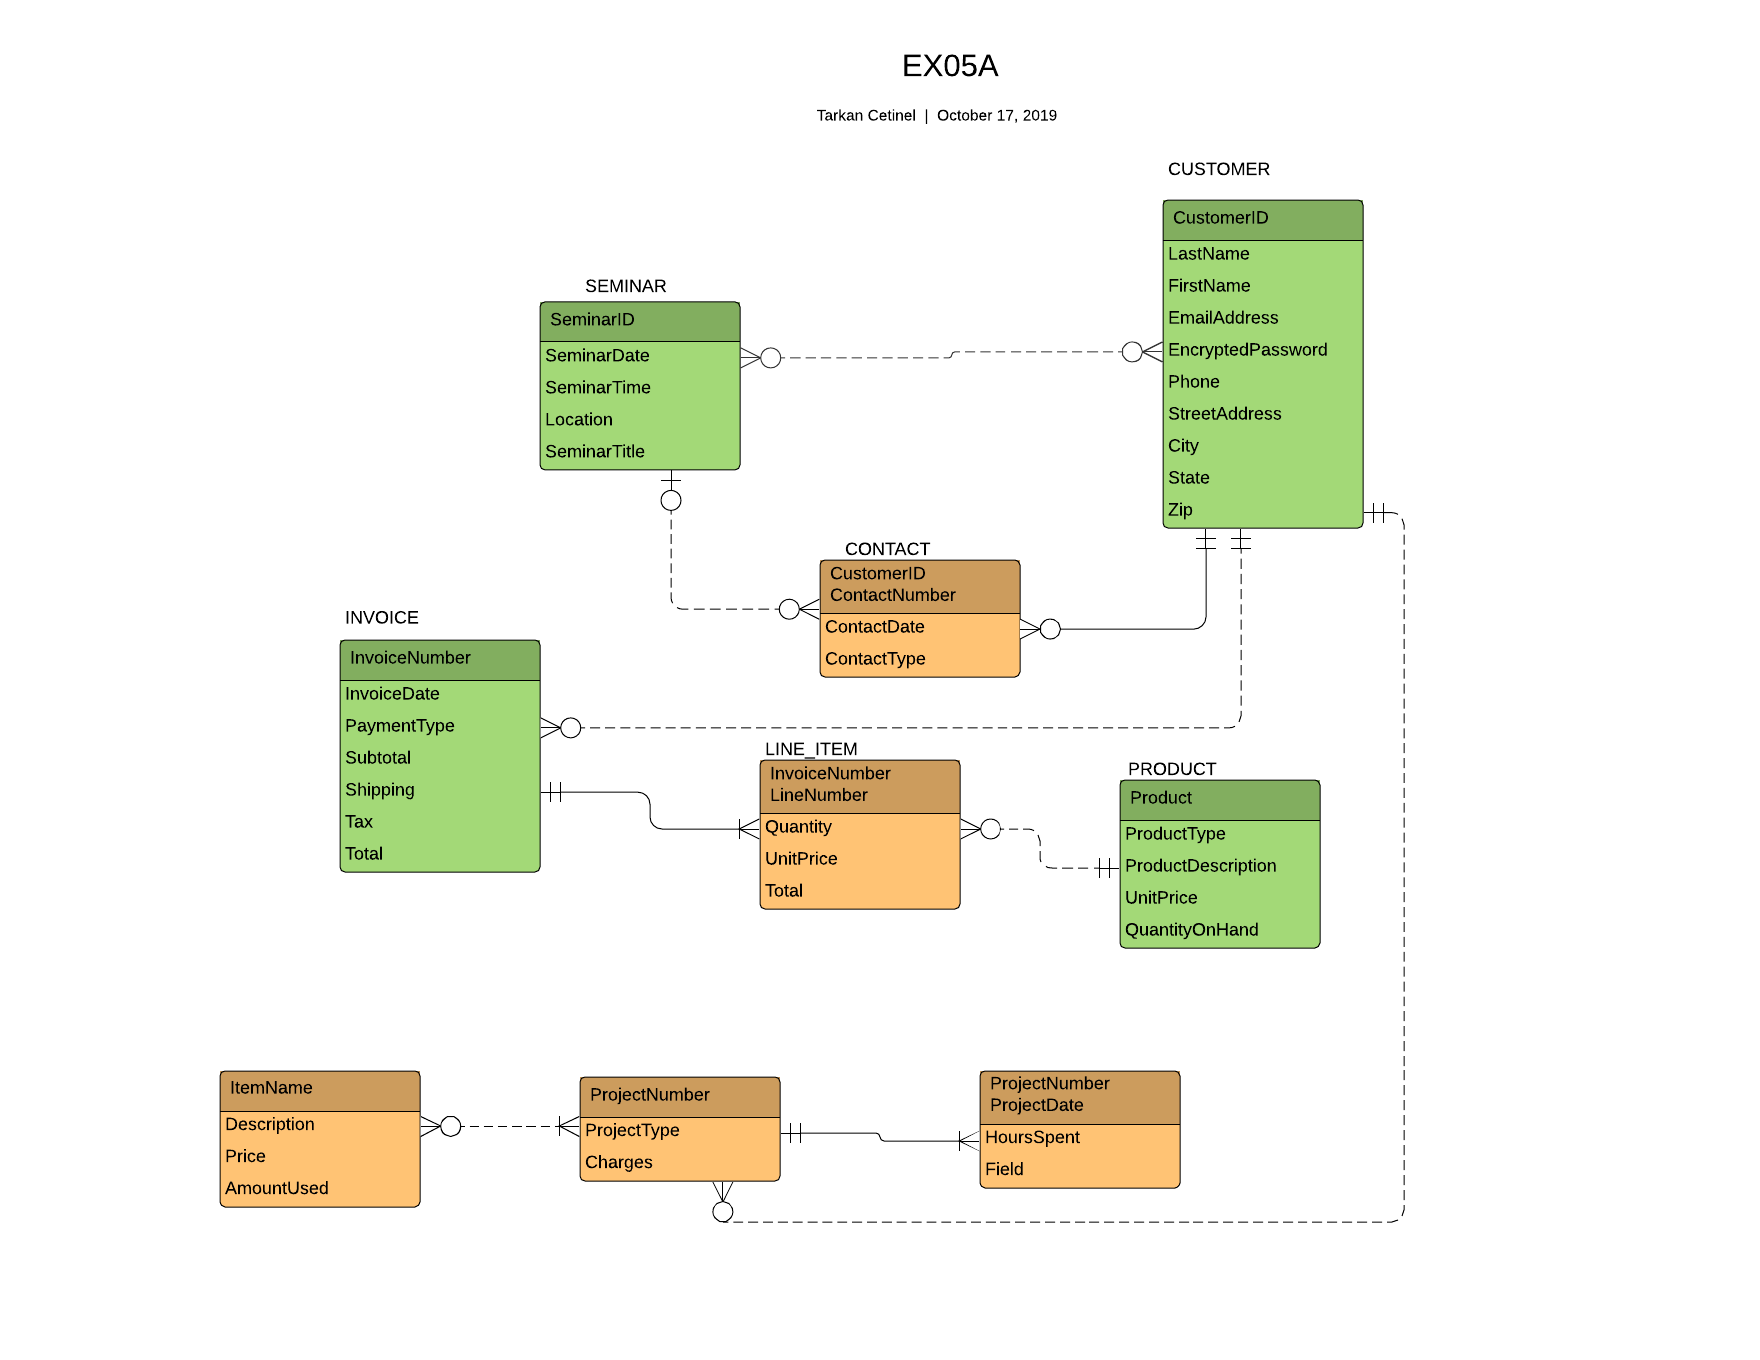 EX05A
Tarkan Cetinel | October 17, 2019
CUSTOMER
CustomerID
LastName
FirstName
EmailAddress
EncryptedPassword
Phone
StreetAddress
City
State
Zip
SEMINAR
SeminarID
SeminarDate
SeminarTime
Location
SeminarTitle
CONTACT
CustomerID
ContactNumber
ContactDate
ContactType
INVOICE
InvoiceNumber
InvoiceDate
PaymentType
Subtotal
Shipping
Tax
Total
LINE_ITEM
InvoiceNumber
LineNumber
Quantity
UnitPrice
Total
PRODUCT
Product
ProductType
ProductDescription
UnitPrice
QuantityOnHand
ItemName
Description
Price
AmountUsed
ProjectNumber
ProjectType
Charges
ProjectNumber
ProjectDate
HoursSpent
Field